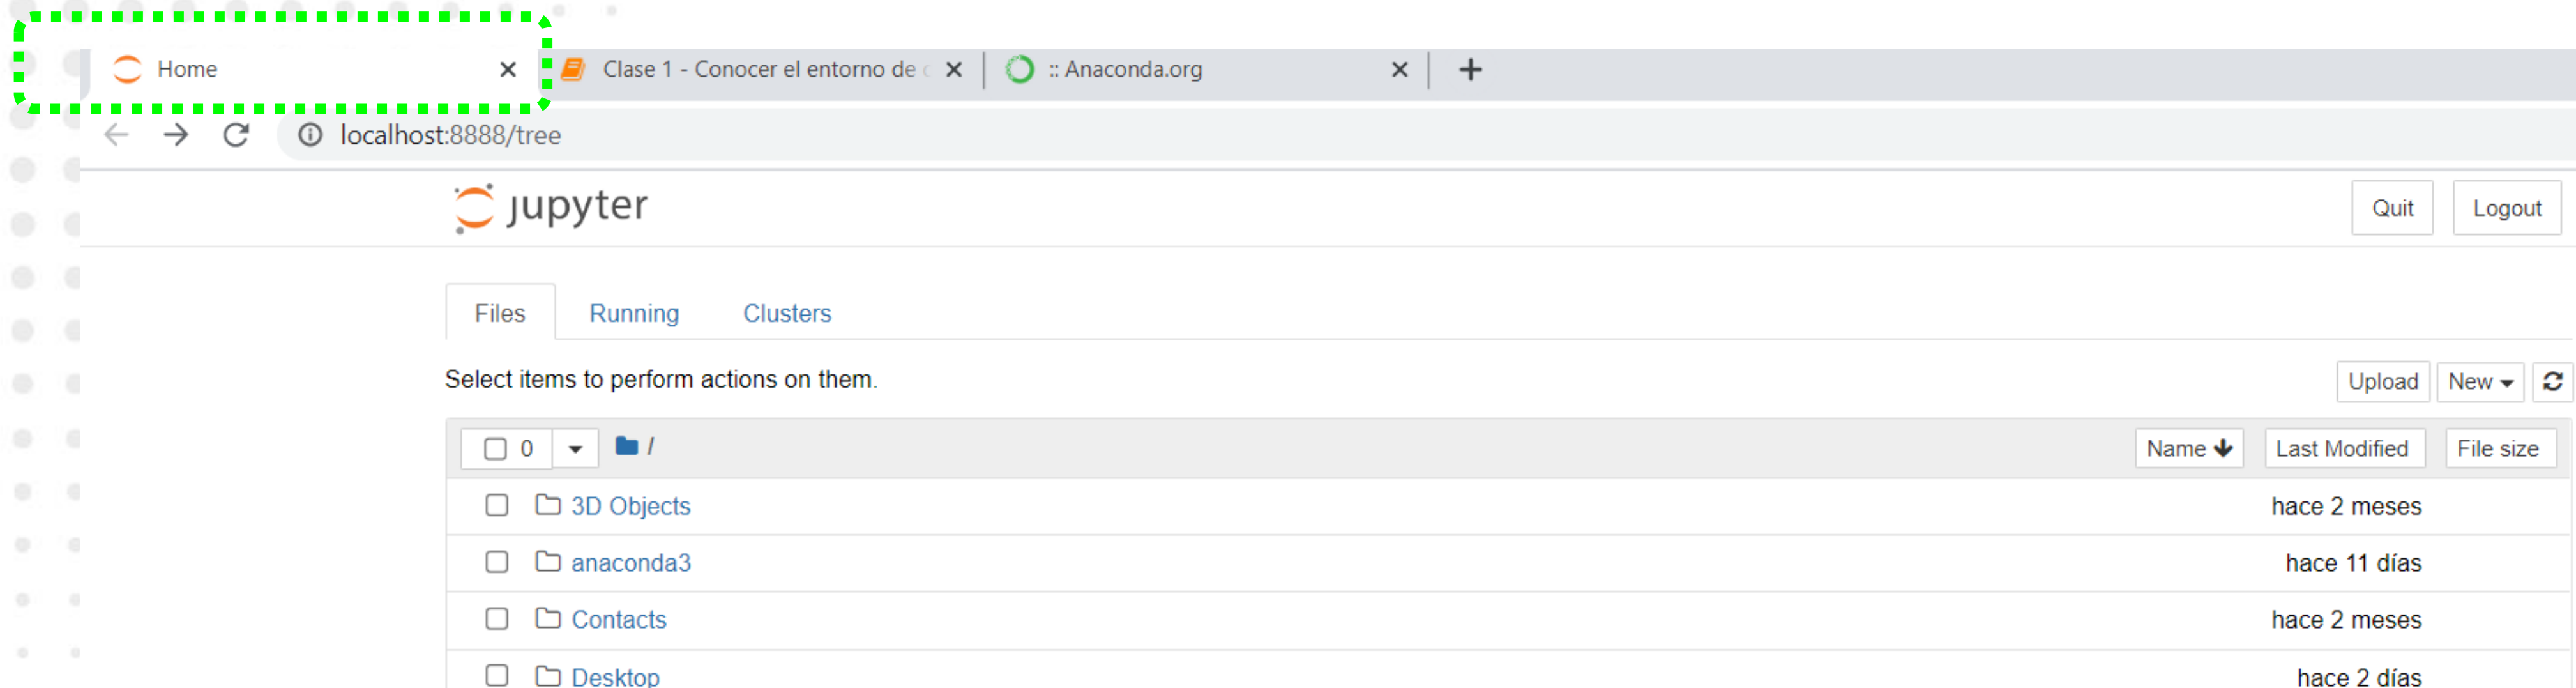 Home
Clase 1 - Conocer el entorno de
:: Anaconda.org
localhost:8888/tree
jupyter
Quit Logout
Files Running Clusters
Select items to perform actions on them.
Upload New
0 / Name Last Modified File size
3D Objects hace 2 meses
anaconda3 hace 11 días
Contacts hace 2 meses
Desktop hace 2 días